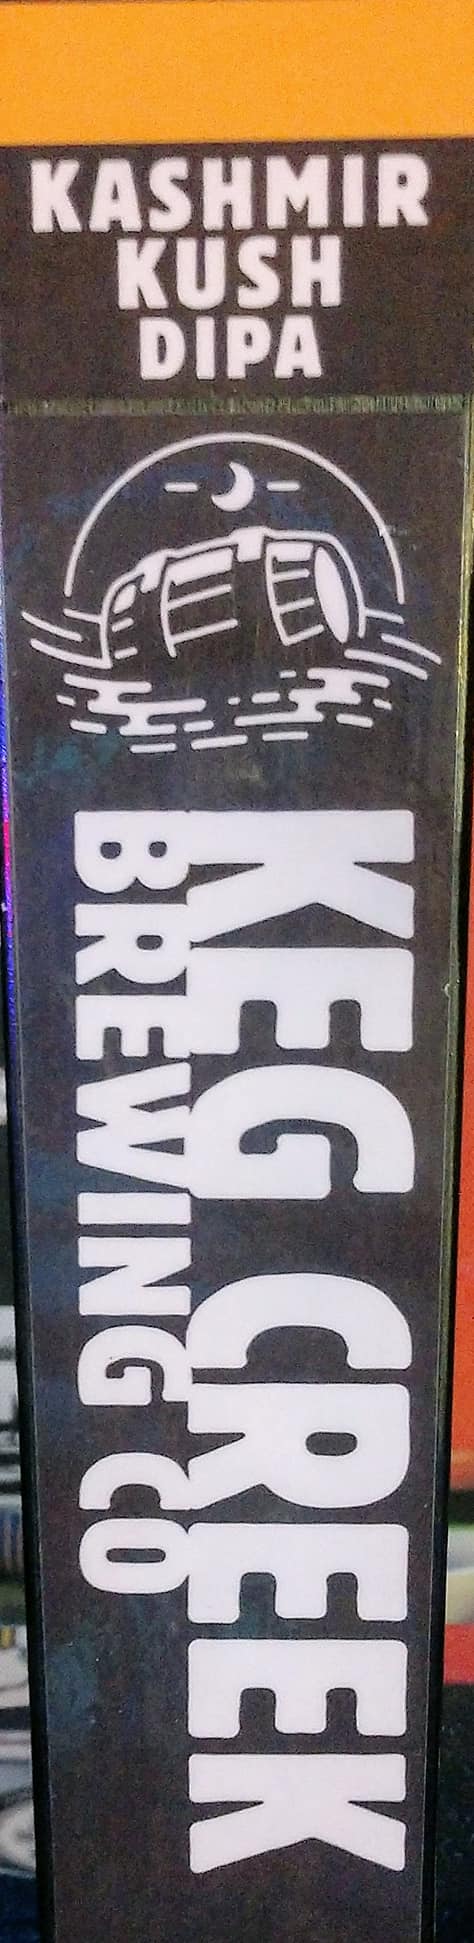 KASHMIR
KUSH
DIPA
KEG CREEK
BREWING CO